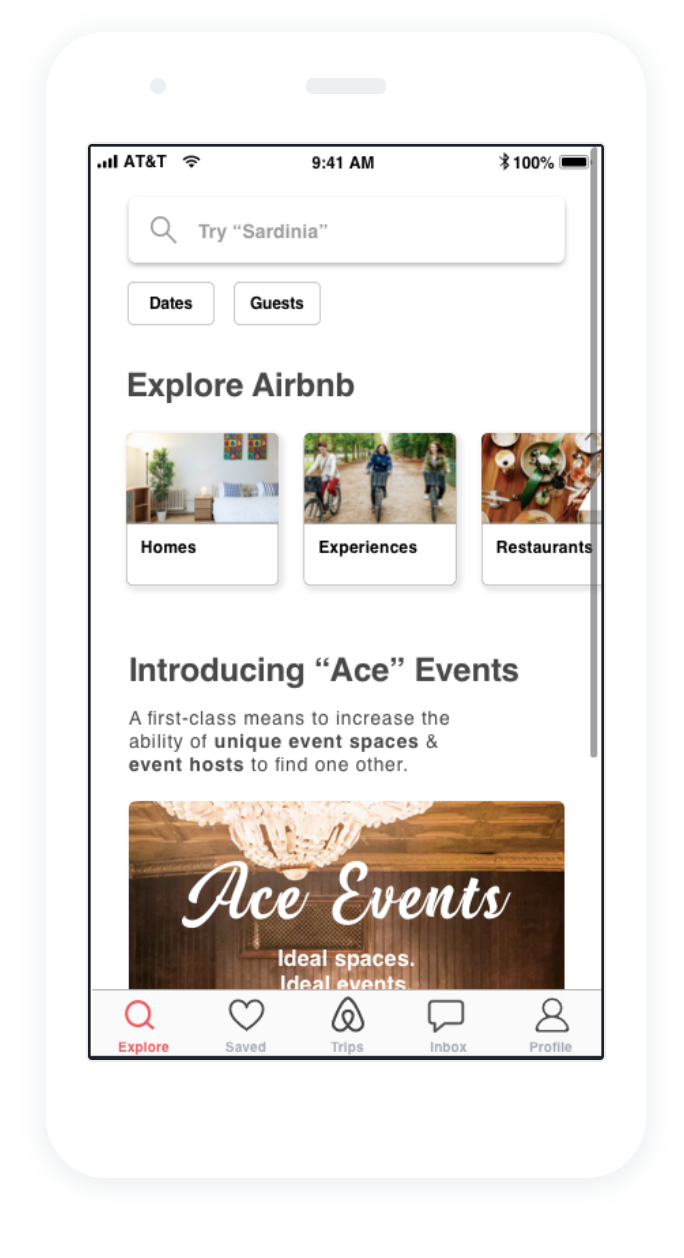 AT&T 9:41 AM 100%
Try “Sardinia”
Dates Guests
Explore Airbnb
Homes Experiences Restaurants
Introducing “Ace” Events
A first-class means to increase the
ability of unique event spaces &
event hosts to find one other.
Ace Events
Ideal spaces.
Ideal events.
Explore Saved Trips Inbox Profile